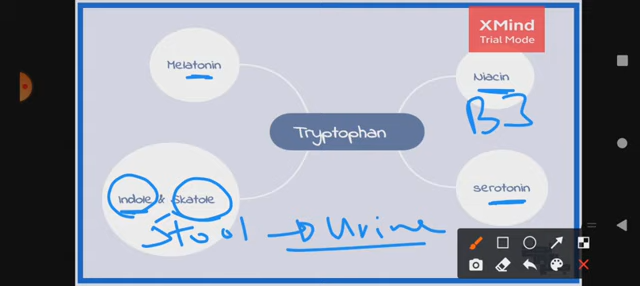 XMind
Trial Mode
Melatonin
Niacin
B3
Tryptophan
Indole & Skatole
serotonin
Stool → Urine